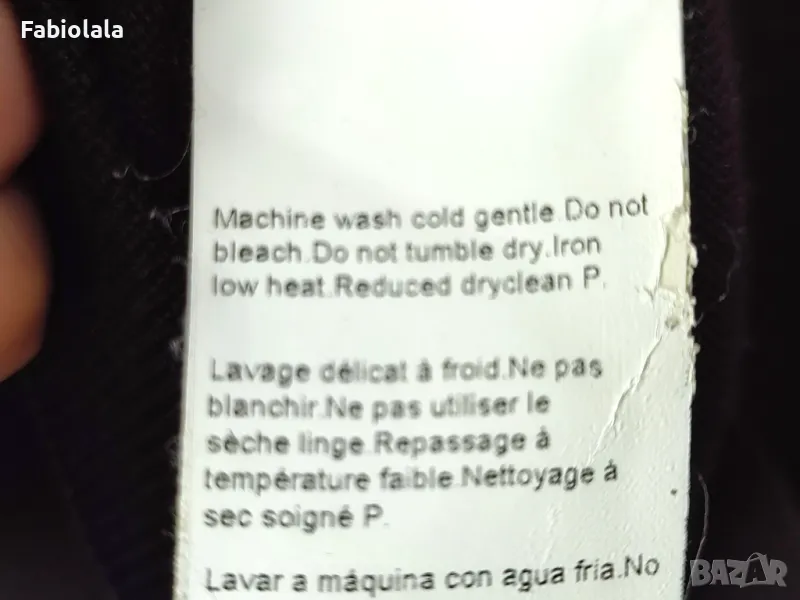 Fabiolala
Machine wash cold gentle.Do not
bleach.Do not tumble dry.Iron
low heat.Reduced dryclean P.
Lavage délicat à froid.Ne pas
blanchir.Ne pas utiliser le
sèche linge.Repassage à
température faible.Nettoyage à
sec soigné P.
Lavar a máquina con agua fria.No
BAZAR